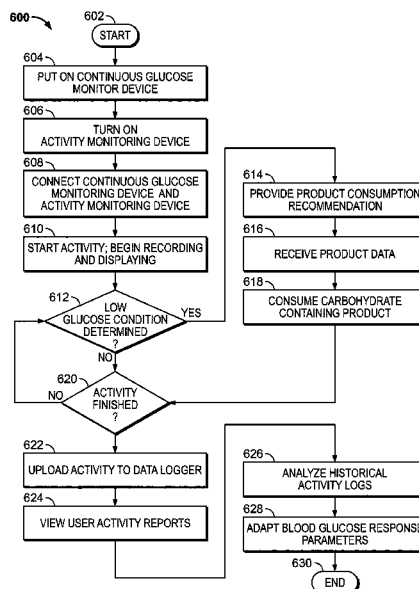 600
602
START
604
PUT ON CONTINUOUS GLUCOSE
MONITOR DEVICE
606
TURN ON
ACTIVITY MONITORING DEVICE
608
CONNECT CONTINUOUS GLUCOSE
MONITORING DEVICE AND
ACTIVITY MONITORING DEVICE
610
START ACTIVITY; BEGIN RECORDING
AND DISPLAYING
612
LOW
GLUCOSE CONDITION
DETERMINED
?
YES
NO
614
PROVIDE PRODUCT CONSUMPTION
RECOMMENDATION
616
RECEIVE PRODUCT DATA
618
CONSUME CARBOHYDRATE
CONTAINING PRODUCT
620
ACTIVITY
FINISHED
?
NO
622
UPLOAD ACTIVITY TO DATA LOGGER
624
VIEW USER ACTIVITY REPORTS
626
ANALYZE HISTORICAL
ACTIVITY LOGS
628
ADAPT BLOOD GLUCOSE RESPONSE
PARAMETERS
630
END